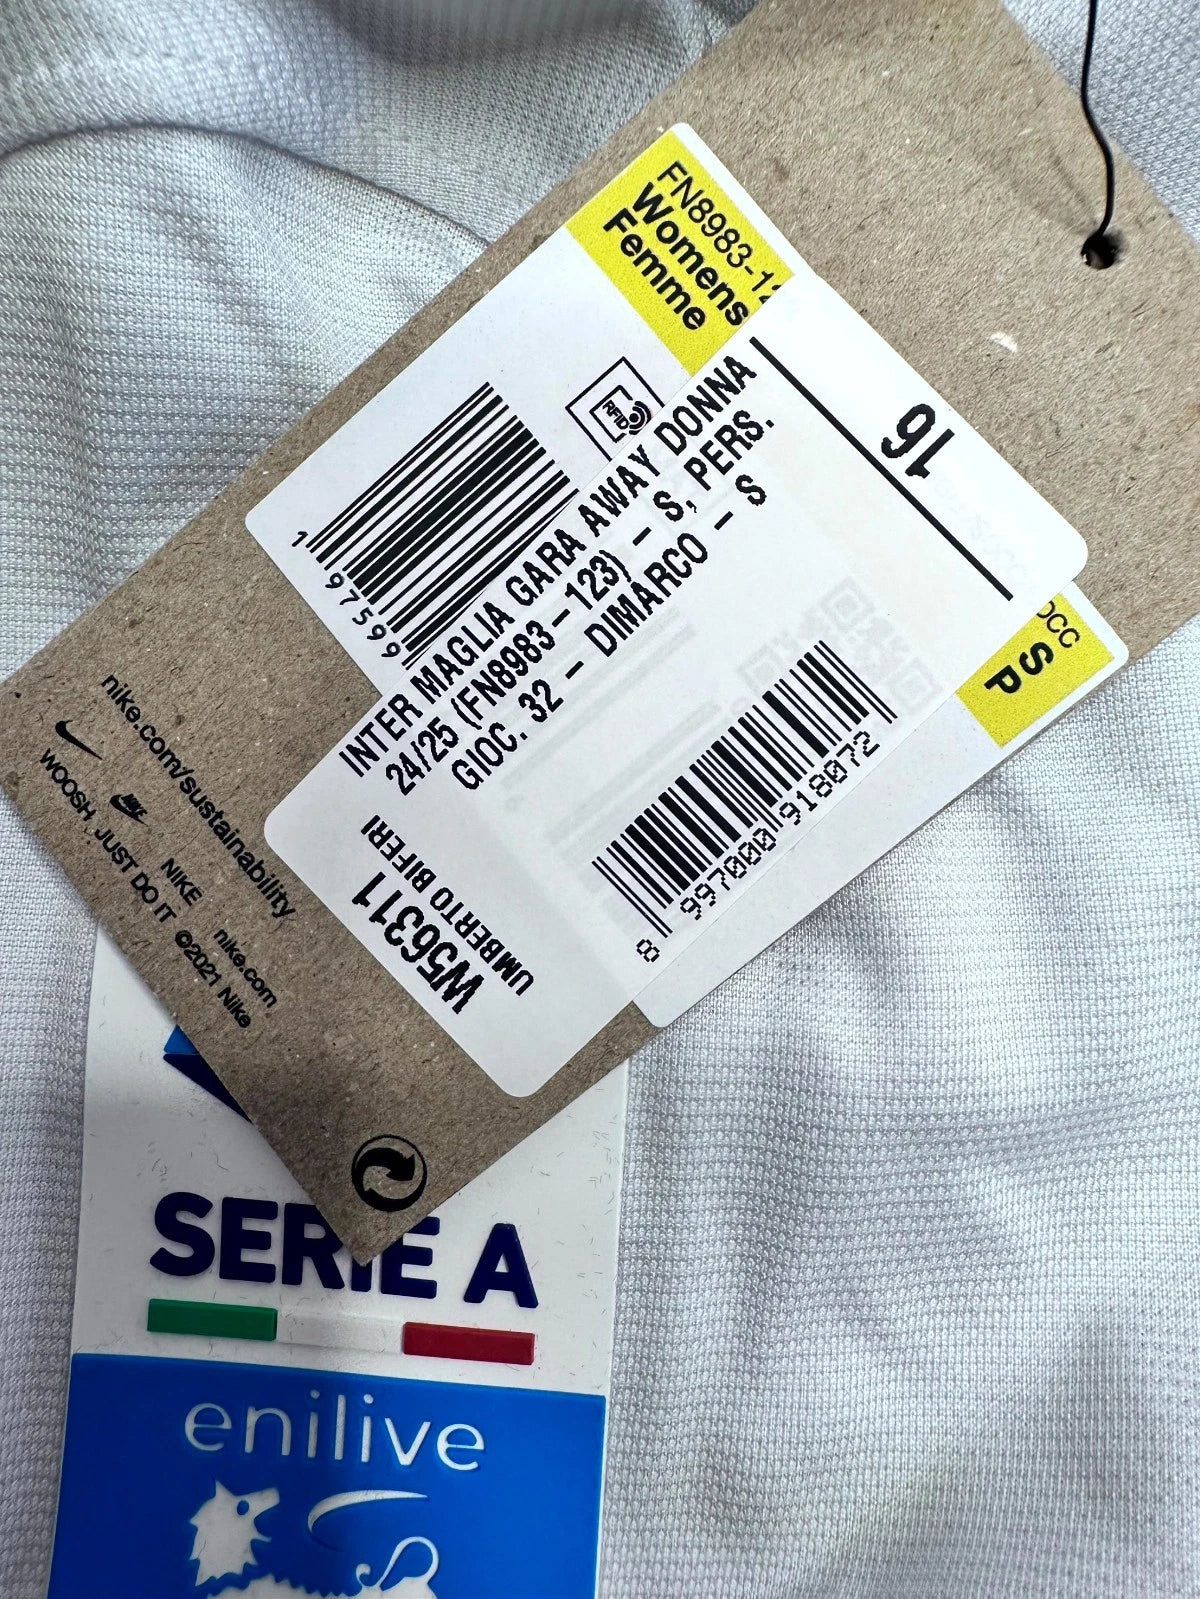 FN8983-12
Womens
Femme
RFID
1 97599
16
INTER MAGLIA GARA AWAY DONNA
24/25 (FN8983-123) - S, PERS.
GIOC. 32 - DIMARCO - S
8 997000 918072
W56311
UMBERTO BIFERI
OCC
S P
nike.com/sustainability
NIKE nike.com
WOOSH, JUST DO IT ©2021 Nike
SERIE A
enilive